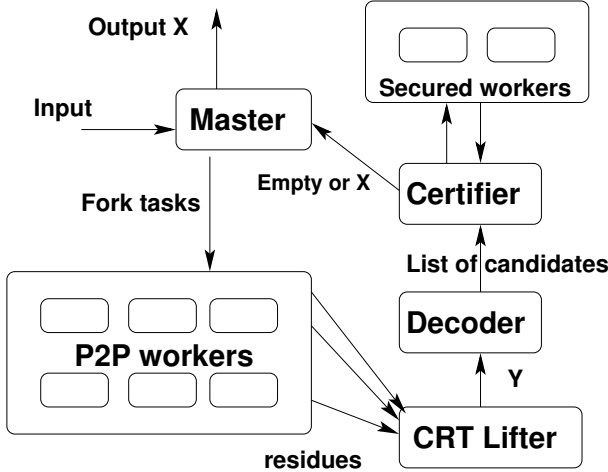 Output X
Secured workers
Input
Master
Empty or X
Certifier
Fork tasks
List of candidates
P2P workers
Decoder
Y
CRT Lifter
residues